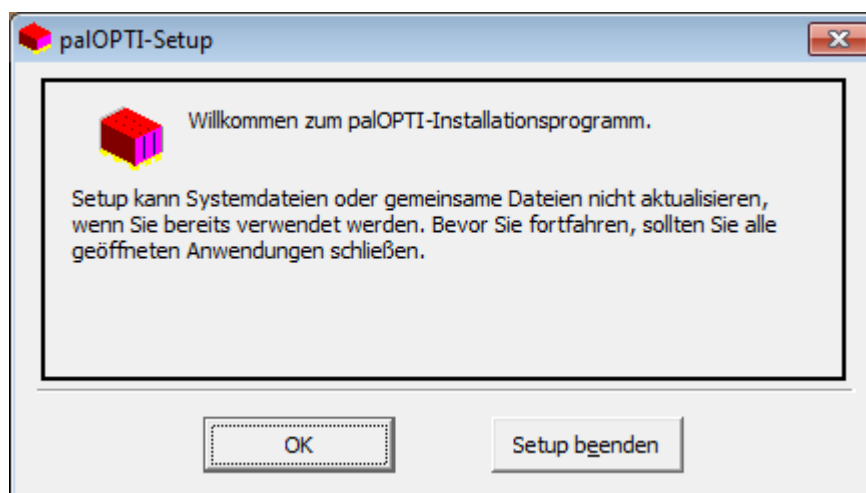 palOPTI-Setup
Willkommen zum palOPTI-Installationsprogramm.
Setup kann Systemdateien oder gemeinsame Dateien nicht aktualisieren,
wenn Sie bereits verwendet werden. Bevor Sie fortfahren, sollten Sie alle
geöffneten Anwendungen schließen.
OK
Setup beenden